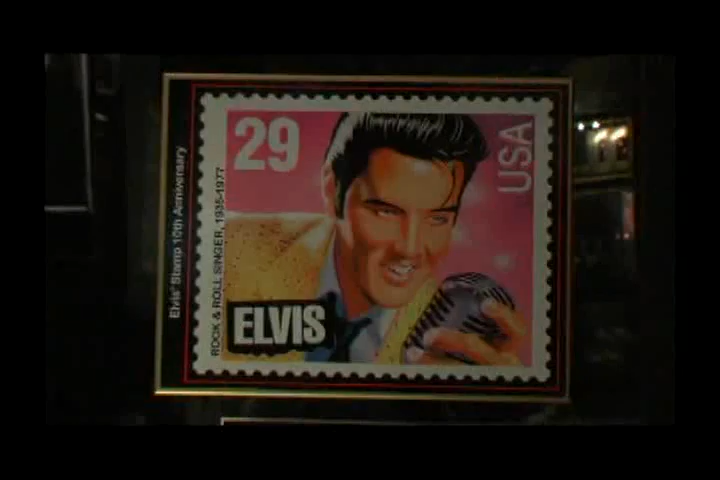 Elvis® Stamp 10th Anniversary
29
USA
ROCK & ROLL SINGER, 1935-1977
ELVIS